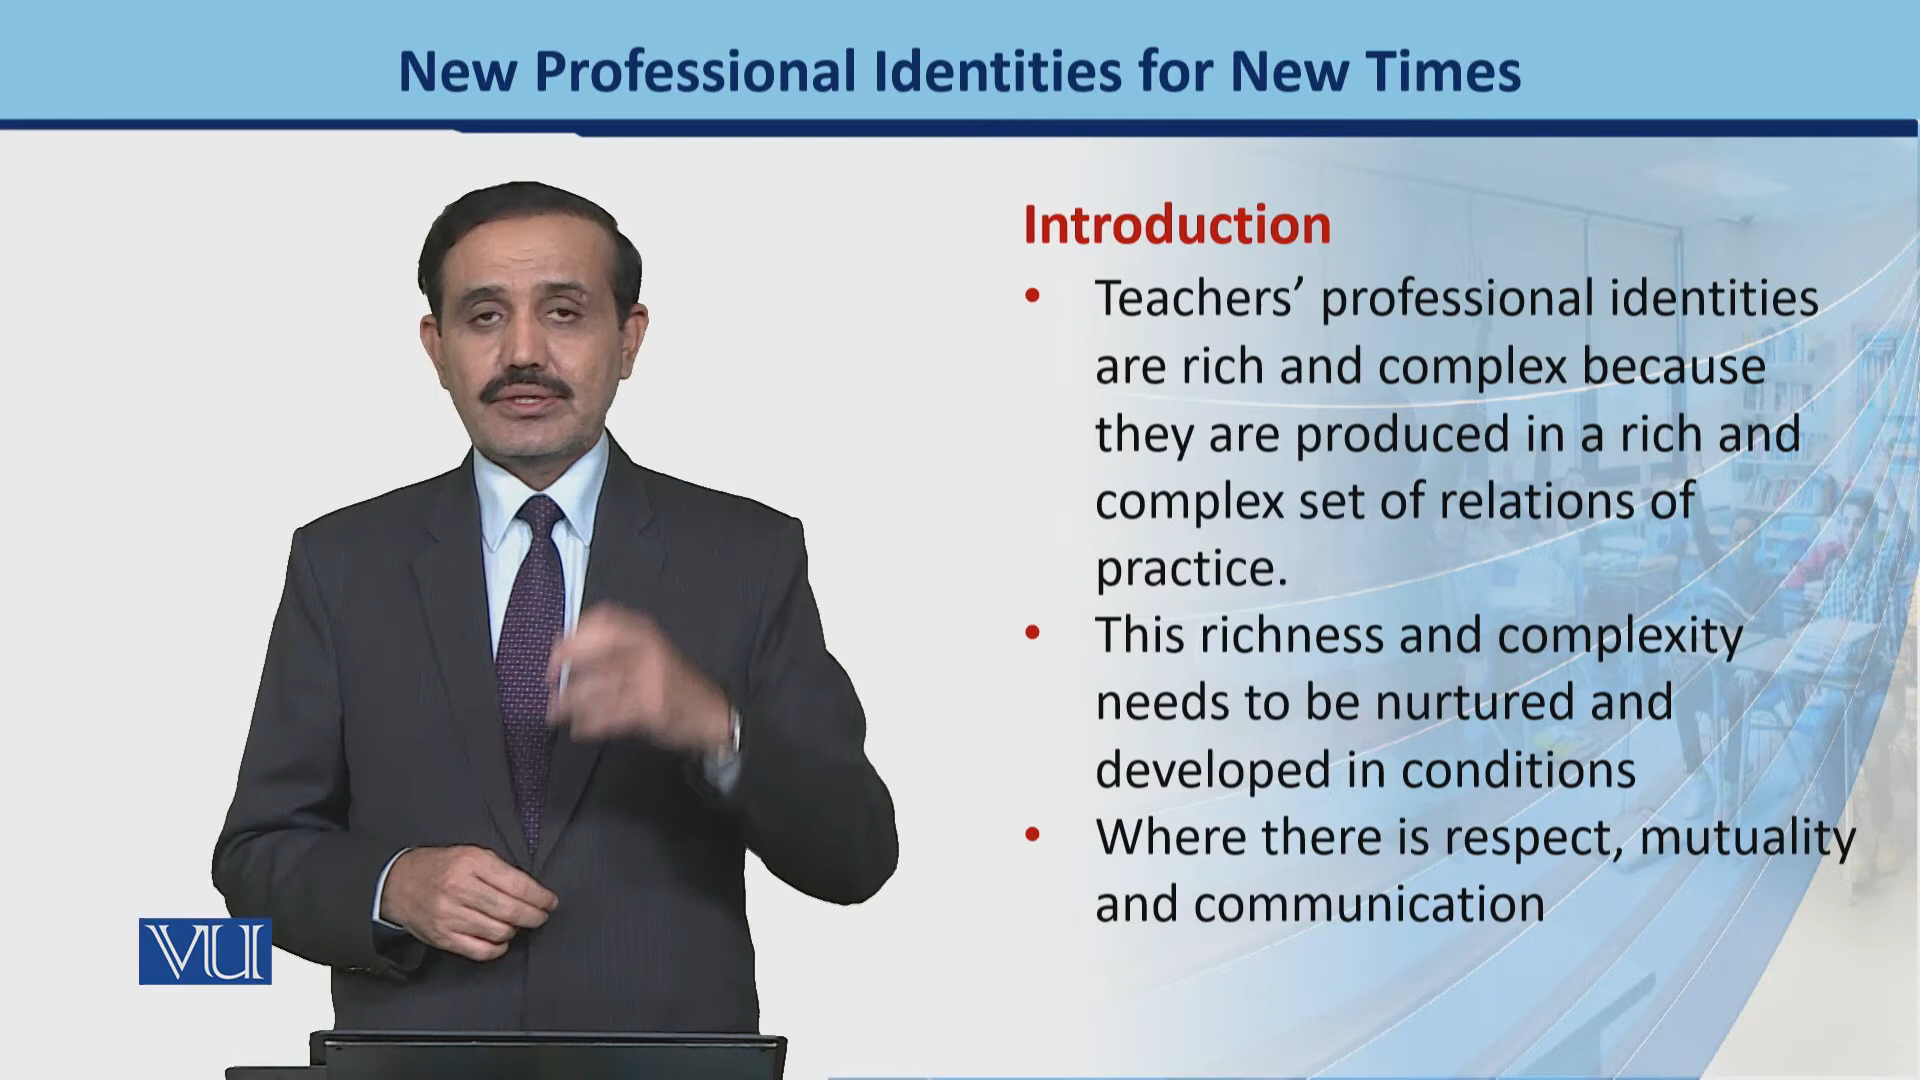 New Professional Identities for New Times
Introduction
• Teachers’ professional identities
are rich and complex because
they are produced in a rich and
complex set of relations of
practice.
• This richness and complexity
needs to be nurtured and
developed in conditions
• Where there is respect, mutuality
and communication
VU